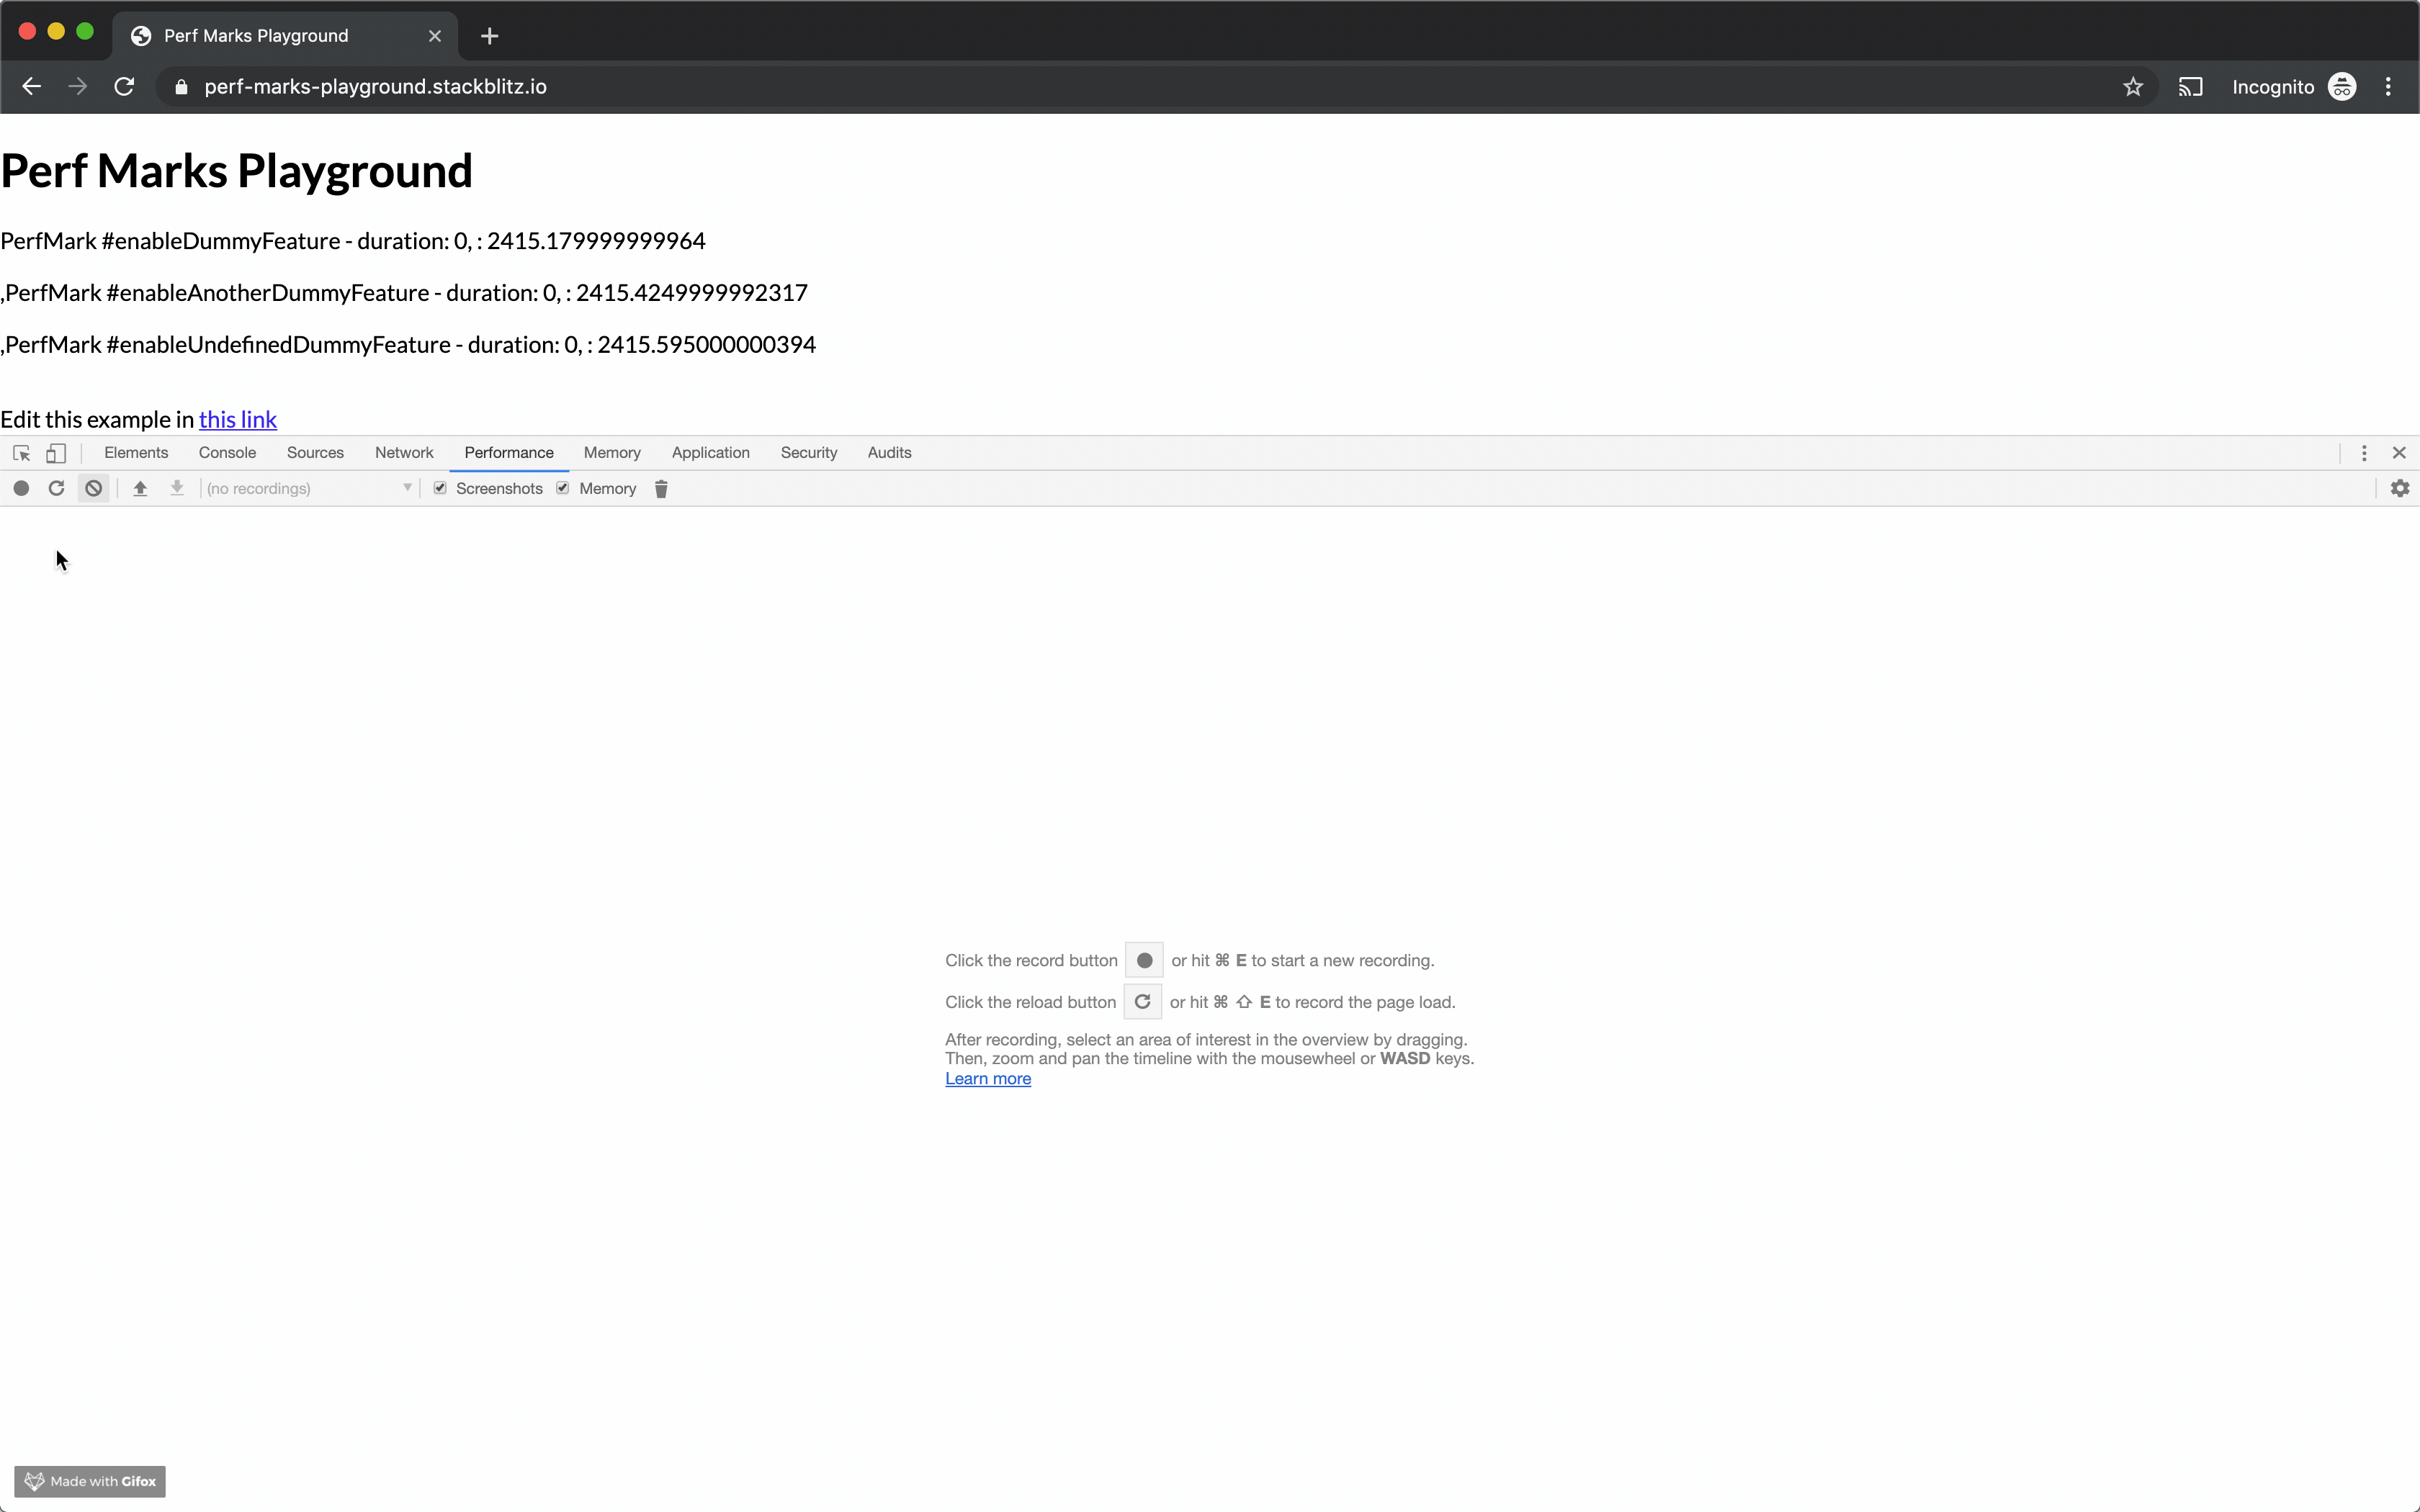 Perf Marks Playground
perf-marks-playground.stackblitz.io
Incognito
Perf Marks Playground
PerfMark #enableDummyFeature - duration: 0, : 2415.179999999964
,PerfMark #enableAnotherDummyFeature - duration: 0, : 2415.4249999992317
,PerfMark #enableUndefinedDummyFeature - duration: 0, : 2415.595000000394
Edit this example in this link
Elements Console Sources Network Performance Memory Application Security Audits
(no recordings) Screenshots Memory
Click the record button or hit ⌘ E to start a new recording.
Click the reload button or hit ⌘ ⇧ E to record the page load.
After recording, select an area of interest in the overview by dragging.
Then, zoom and pan the timeline with the mousewheel or WASD keys.
Learn more
Made with Gifox